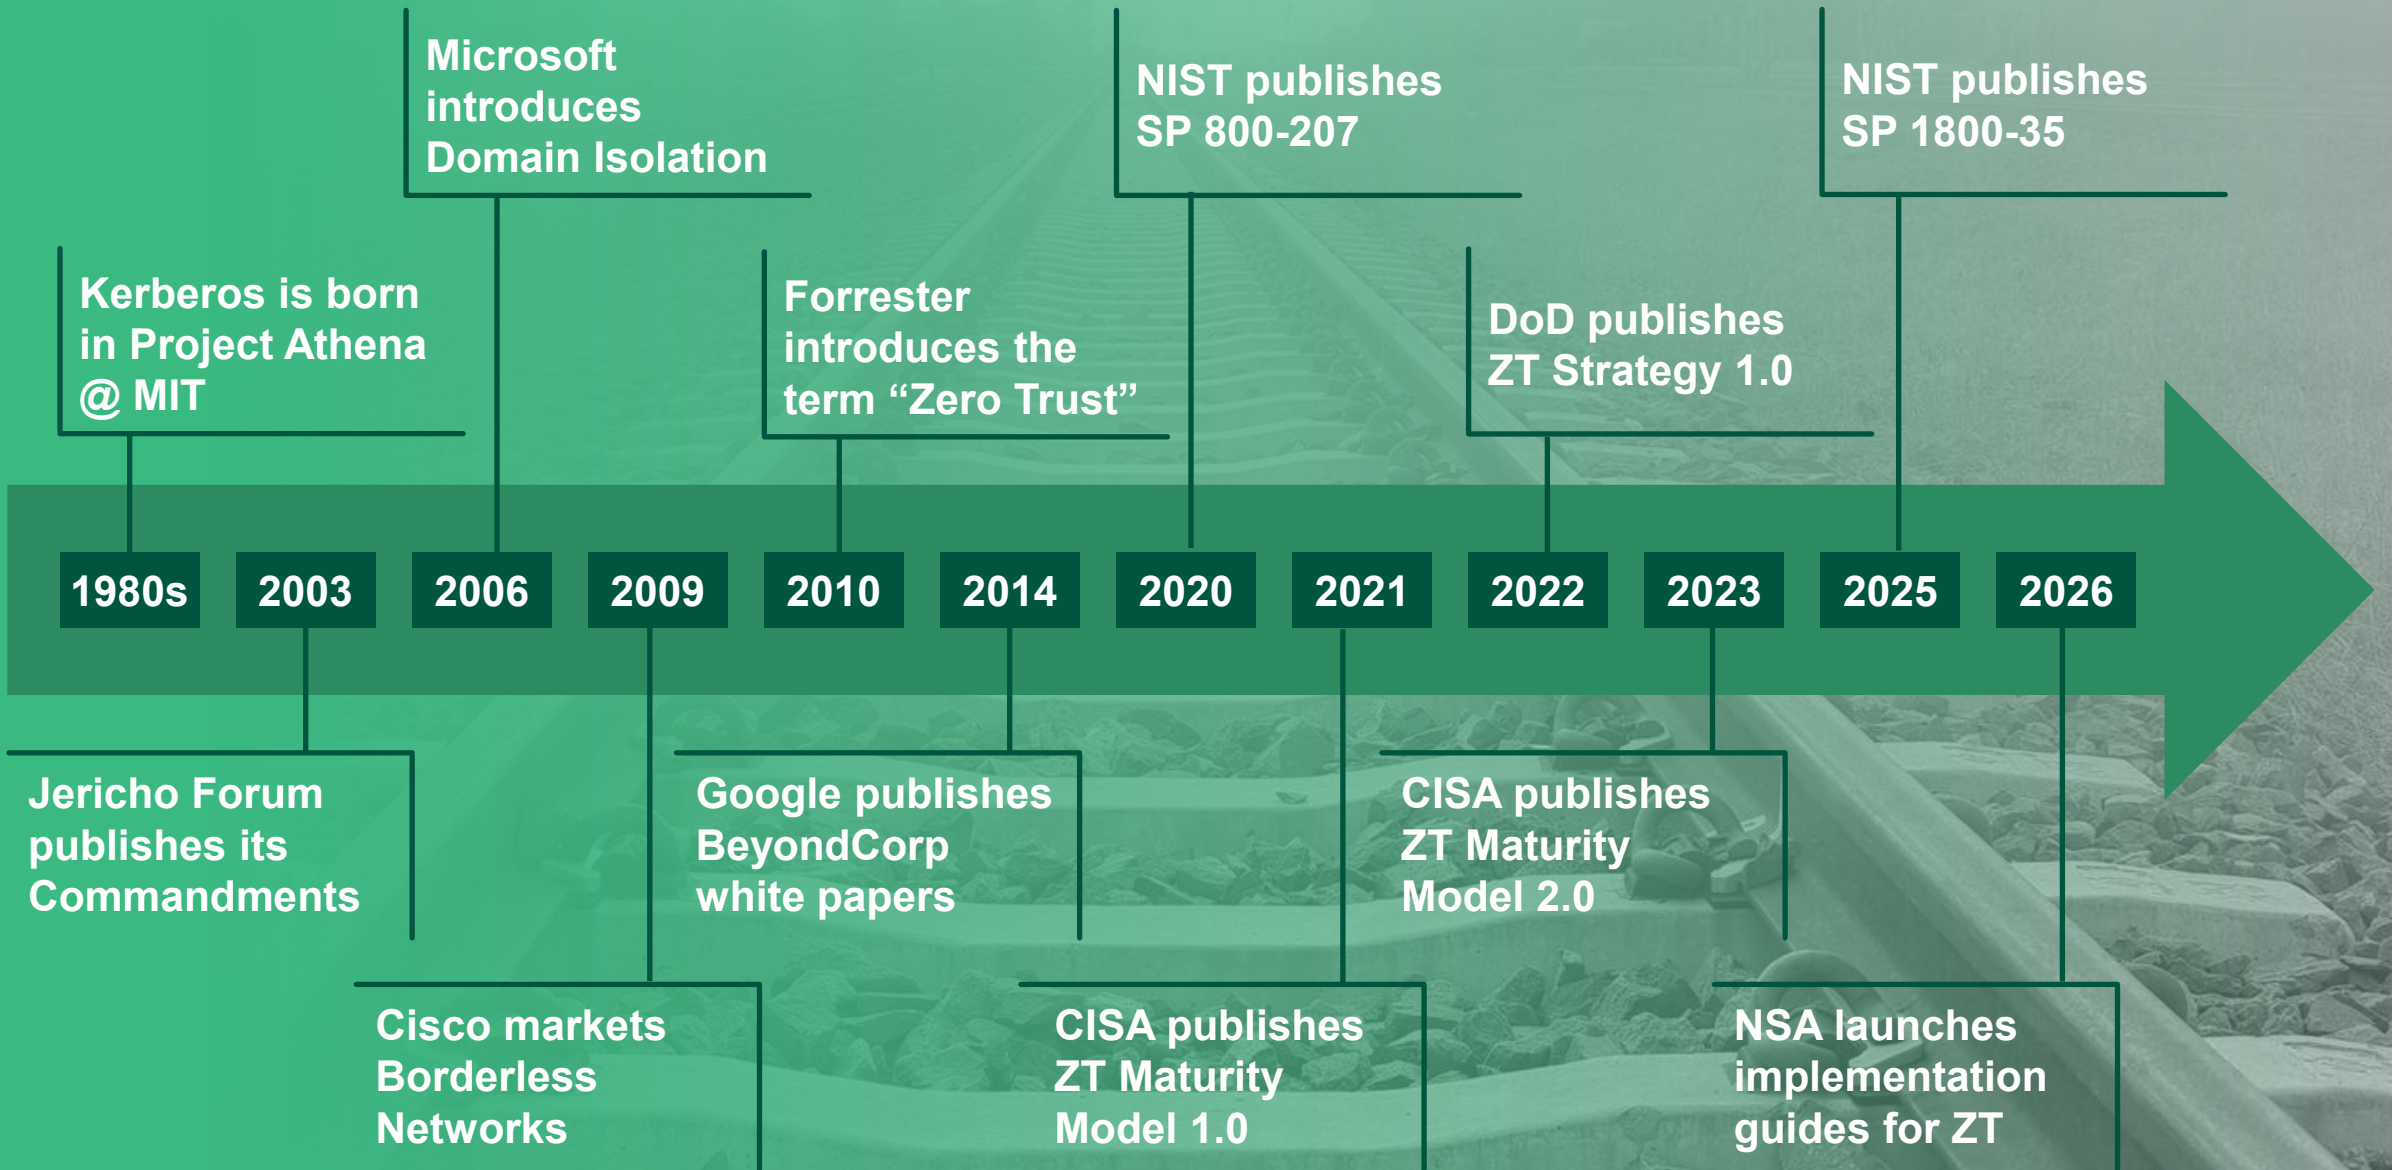 Microsoft
introduces
Domain Isolation
NIST publishes
SP 800-207
NIST publishes
SP 1800-35
Kerberos is born
in Project Athena
@ MIT
Forrester
introduces the
term “Zero Trust”
DoD publishes
ZT Strategy 1.0
1980s
2003
2006
2009
2010
2014
2020
2021
2022
2023
2025
2026
Jericho Forum
publishes its
Commandments
Google publishes
BeyondCorp
white papers
CISA publishes
ZT Maturity
Model 2.0
Cisco markets
Borderless
Networks
CISA publishes
ZT Maturity
Model 1.0
NSA launches
implementation
guides for ZT